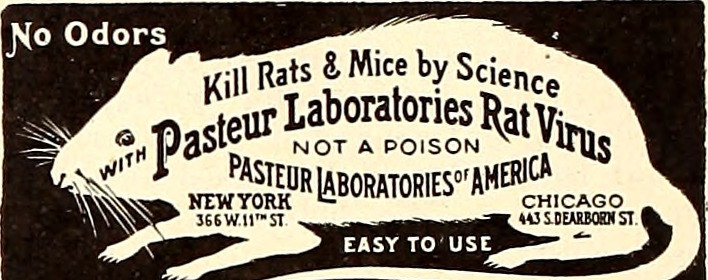 No Odors
Kill Rats & Mice by Science
WITH Pasteur Laboratories Rat Virus
NOT A POISON
PASTEUR LABORATORIES OF AMERICA
NEW YORK
366 W. 11TH ST.
CHICAGO
443 S. DEARBORN ST.
EASY TO USE